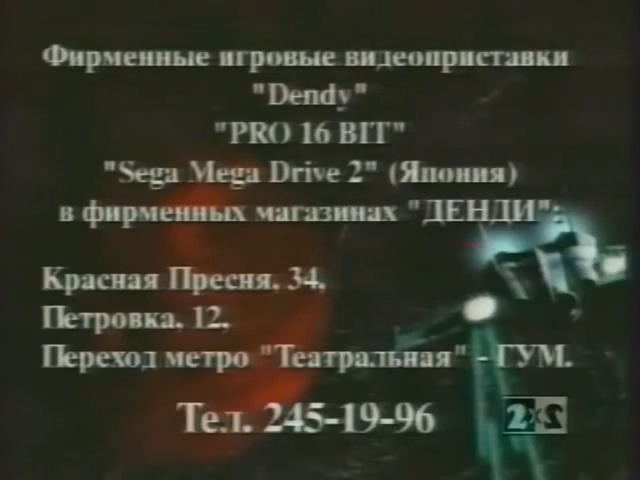 Фирменные игровые видеоприставки
"Dendy"
"PRO 16 BIT"
"Sega Mega Drive 2" (Япония)
в фирменных магазинах "ДЕНДИ":
Красная Пресня, 34,
Петровка, 12,
Переход метро "Театральная" - ГУМ.
Тел. 245-19-96
2x2